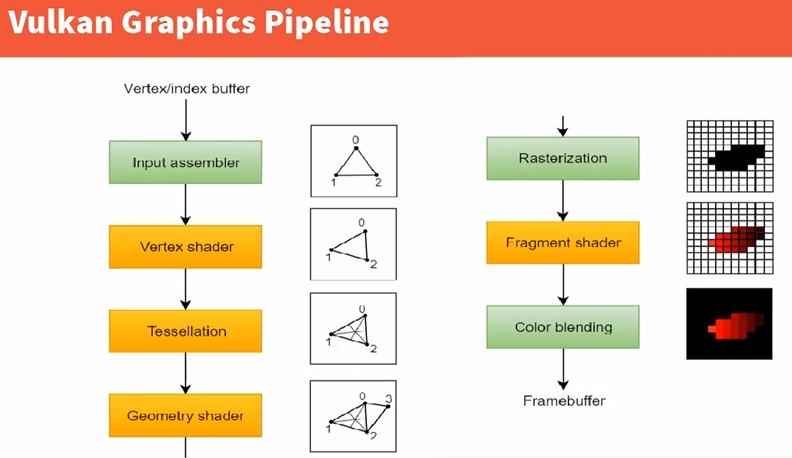 Vulkan Graphics Pipeline
Vertex/index buffer
Input assembler
0
1
2
Vertex shader
0
1
2
Tessellation
0
1
2
Geometry shader
0
3
1
2
Rasterization
Fragment shader
Color blending
Framebuffer